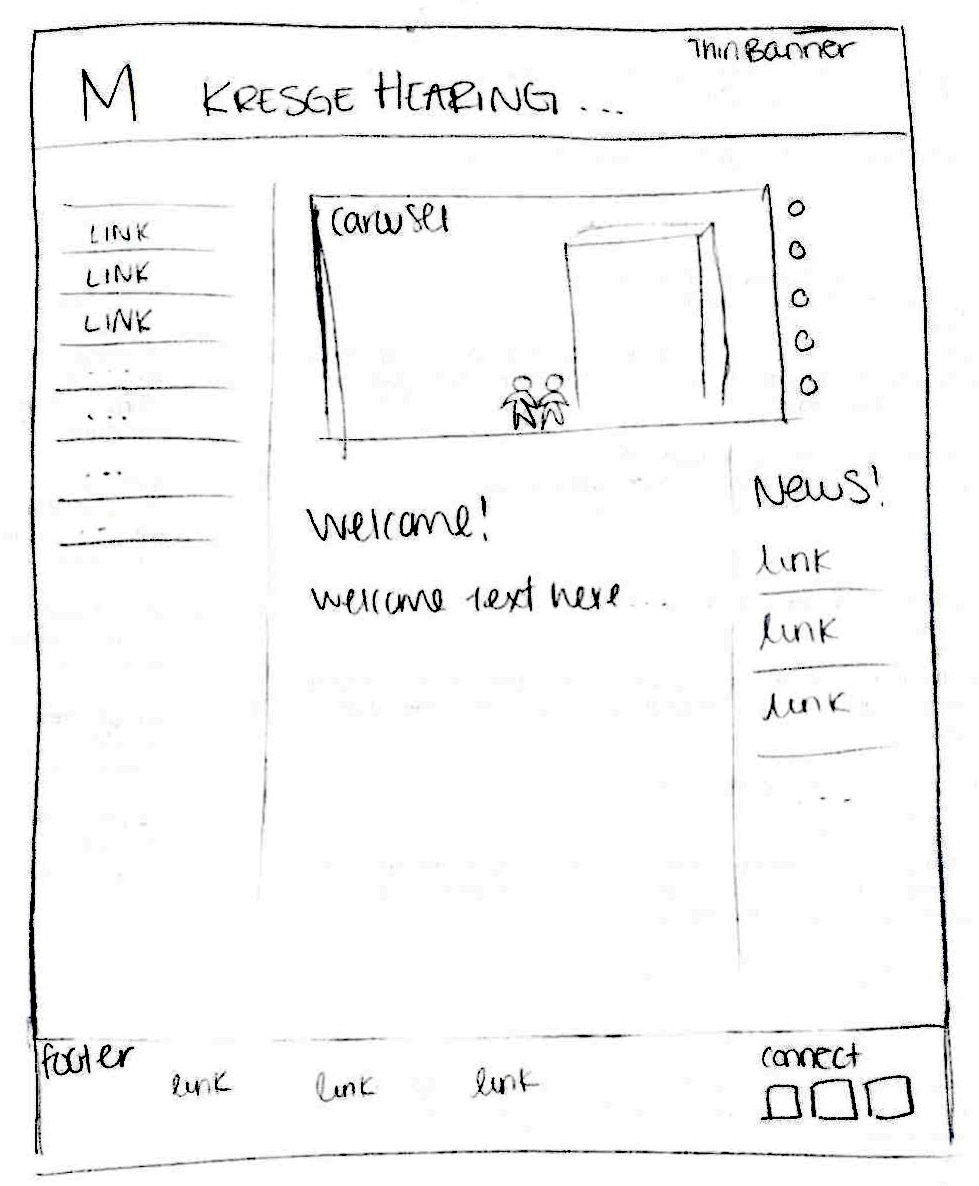 Thin Banner
M KRESGE HEARING ...
LINK
LINK
LINK
...
...
...
...
carousel
Welcome!
welcome text here ...
News!
link
link
link
...
footer
link link link
connect